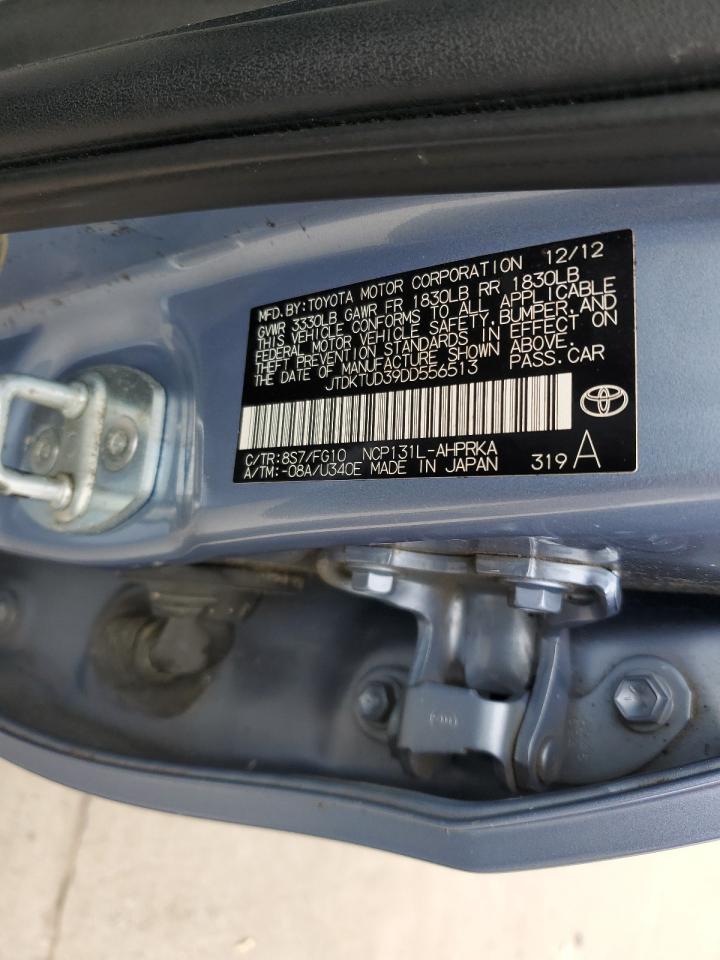 MFD. BY: TOYOTA MOTOR CORPORATION 12/12
GVWR 3330LB GAWR FR 1830LB RR 1830LB
THIS VEHICLE CONFORMS TO ALL APPLICABLE
FEDERAL MOTOR VEHICLE SAFETY, BUMPER, AND
THEFT PREVENTION STANDARDS IN EFFECT ON
THE DATE OF MANUFACTURE SHOWN ABOVE.
JTDKTUD39DD556513 PASS. CAR
C/TR: 8S7/FG10 NCP131L-AHPRKA
A/TM: -08A/U340E MADE IN JAPAN 319 A